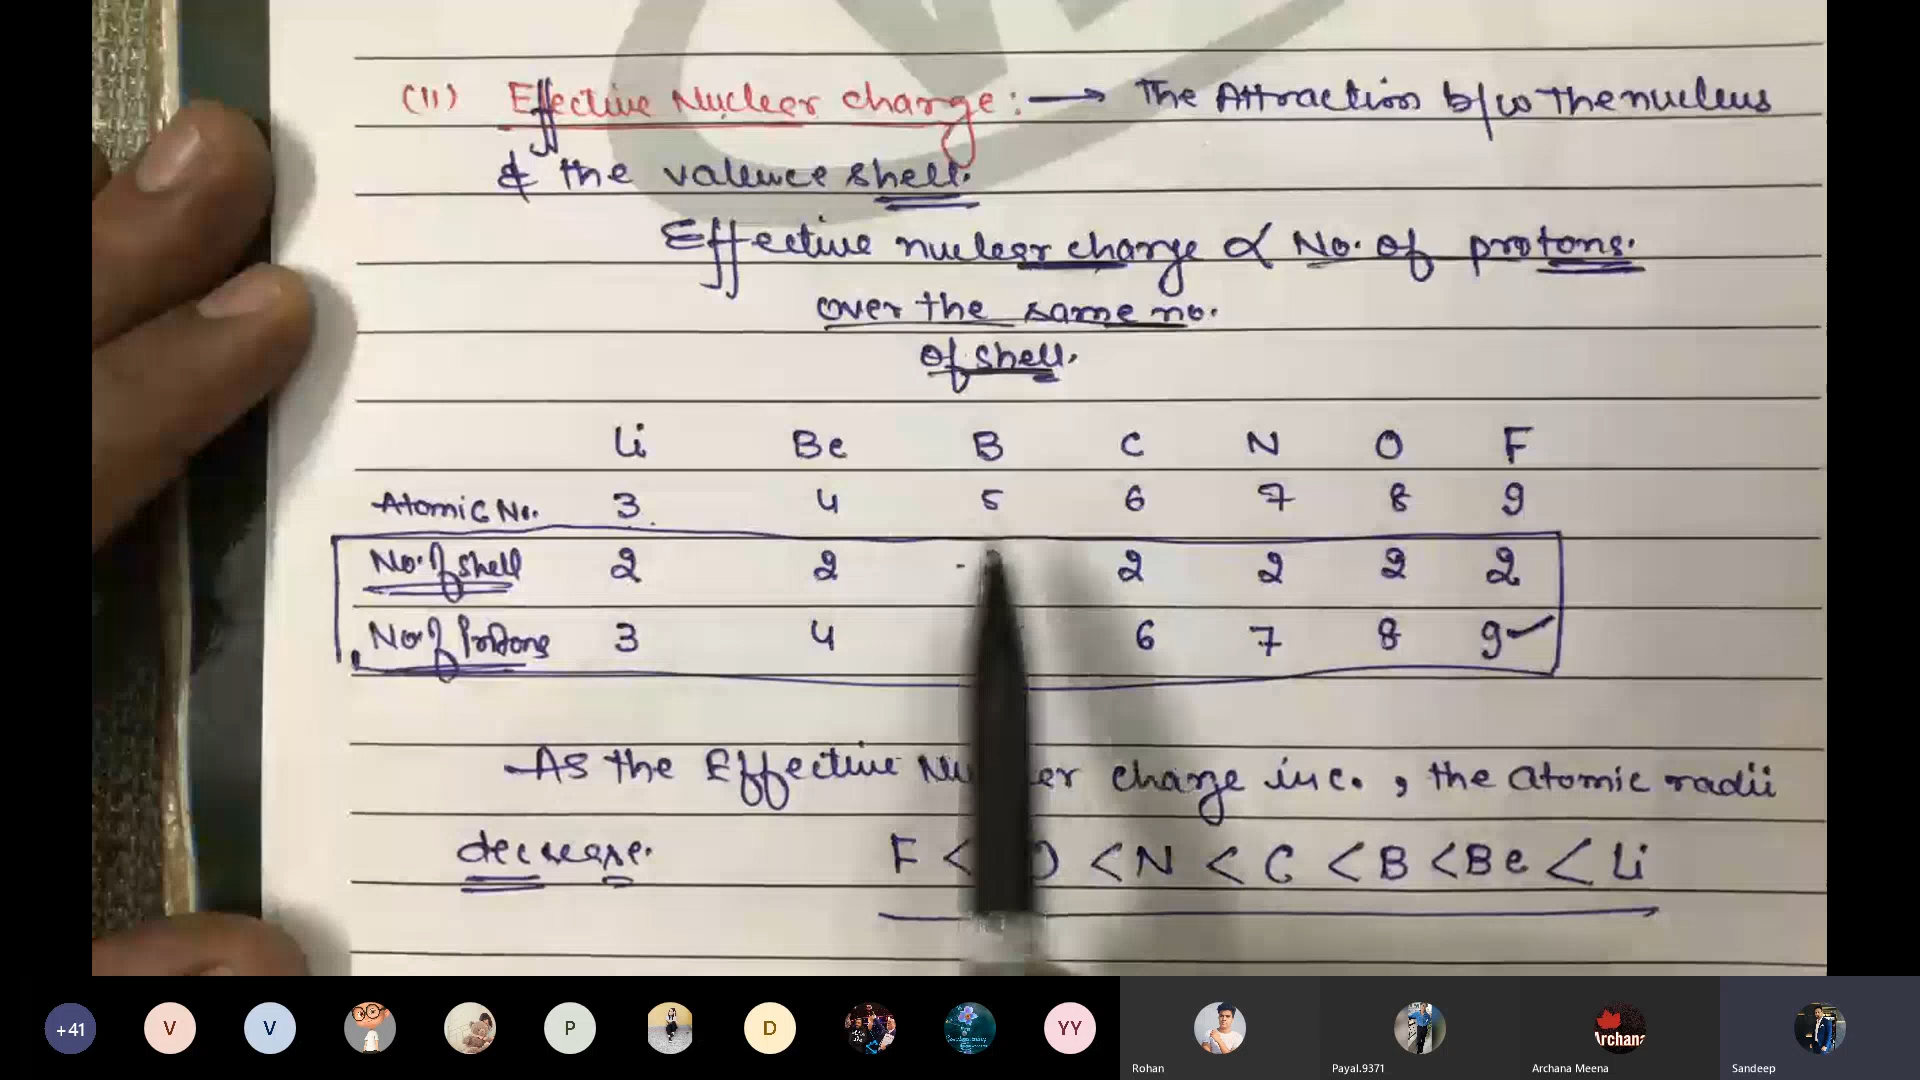 (II) Effective Nuclear charge:→ The Attraction b/w the nucleus
& the valence shell.
Effective nuclear charge ∝ No. of protons.
over the same no.
of shell.
Li Be B C N O F
Atomic No. 3 4 5 6 7 8 9
No. of shell 2 2 2 2 2 2
No. of Protons 3 4 6 7 8 9
As the Effective charge inc., the atomic radii
decrease. F < O < N < C < B < Be < Li
+41 V V P D YY
Rohan Payal.9371 Archana Meena Sandeep
Archana